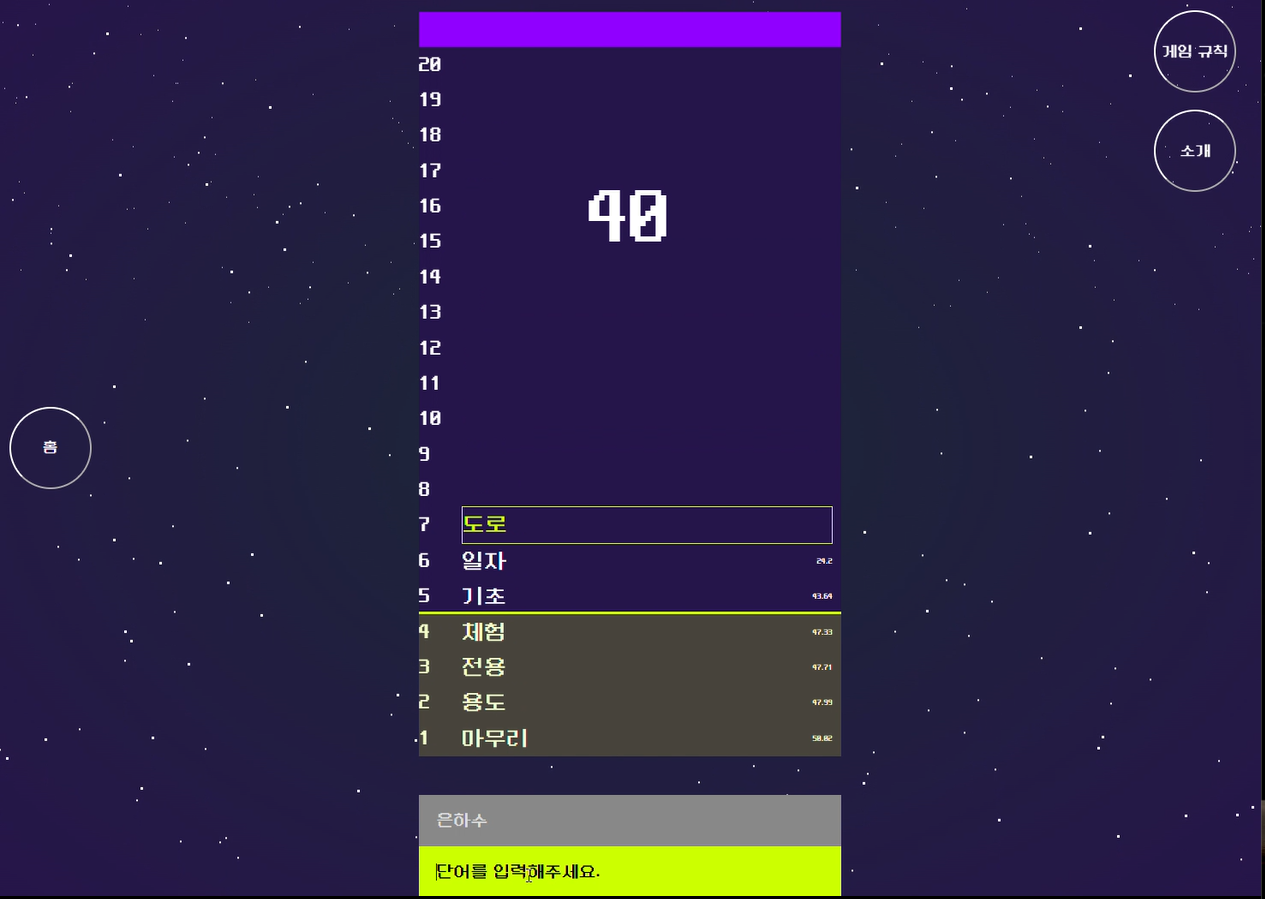 게임 규칙
소개
홈
40
20
19
18
17
16
15
14
13
12
11
10
9
8
7 도로
6 일자 24.2
5 기초 43.64
4 체험 47.33
3 전용 47.71
2 용도 47.99
1 마무리 50.02
은하수
단어를 입력해주세요.